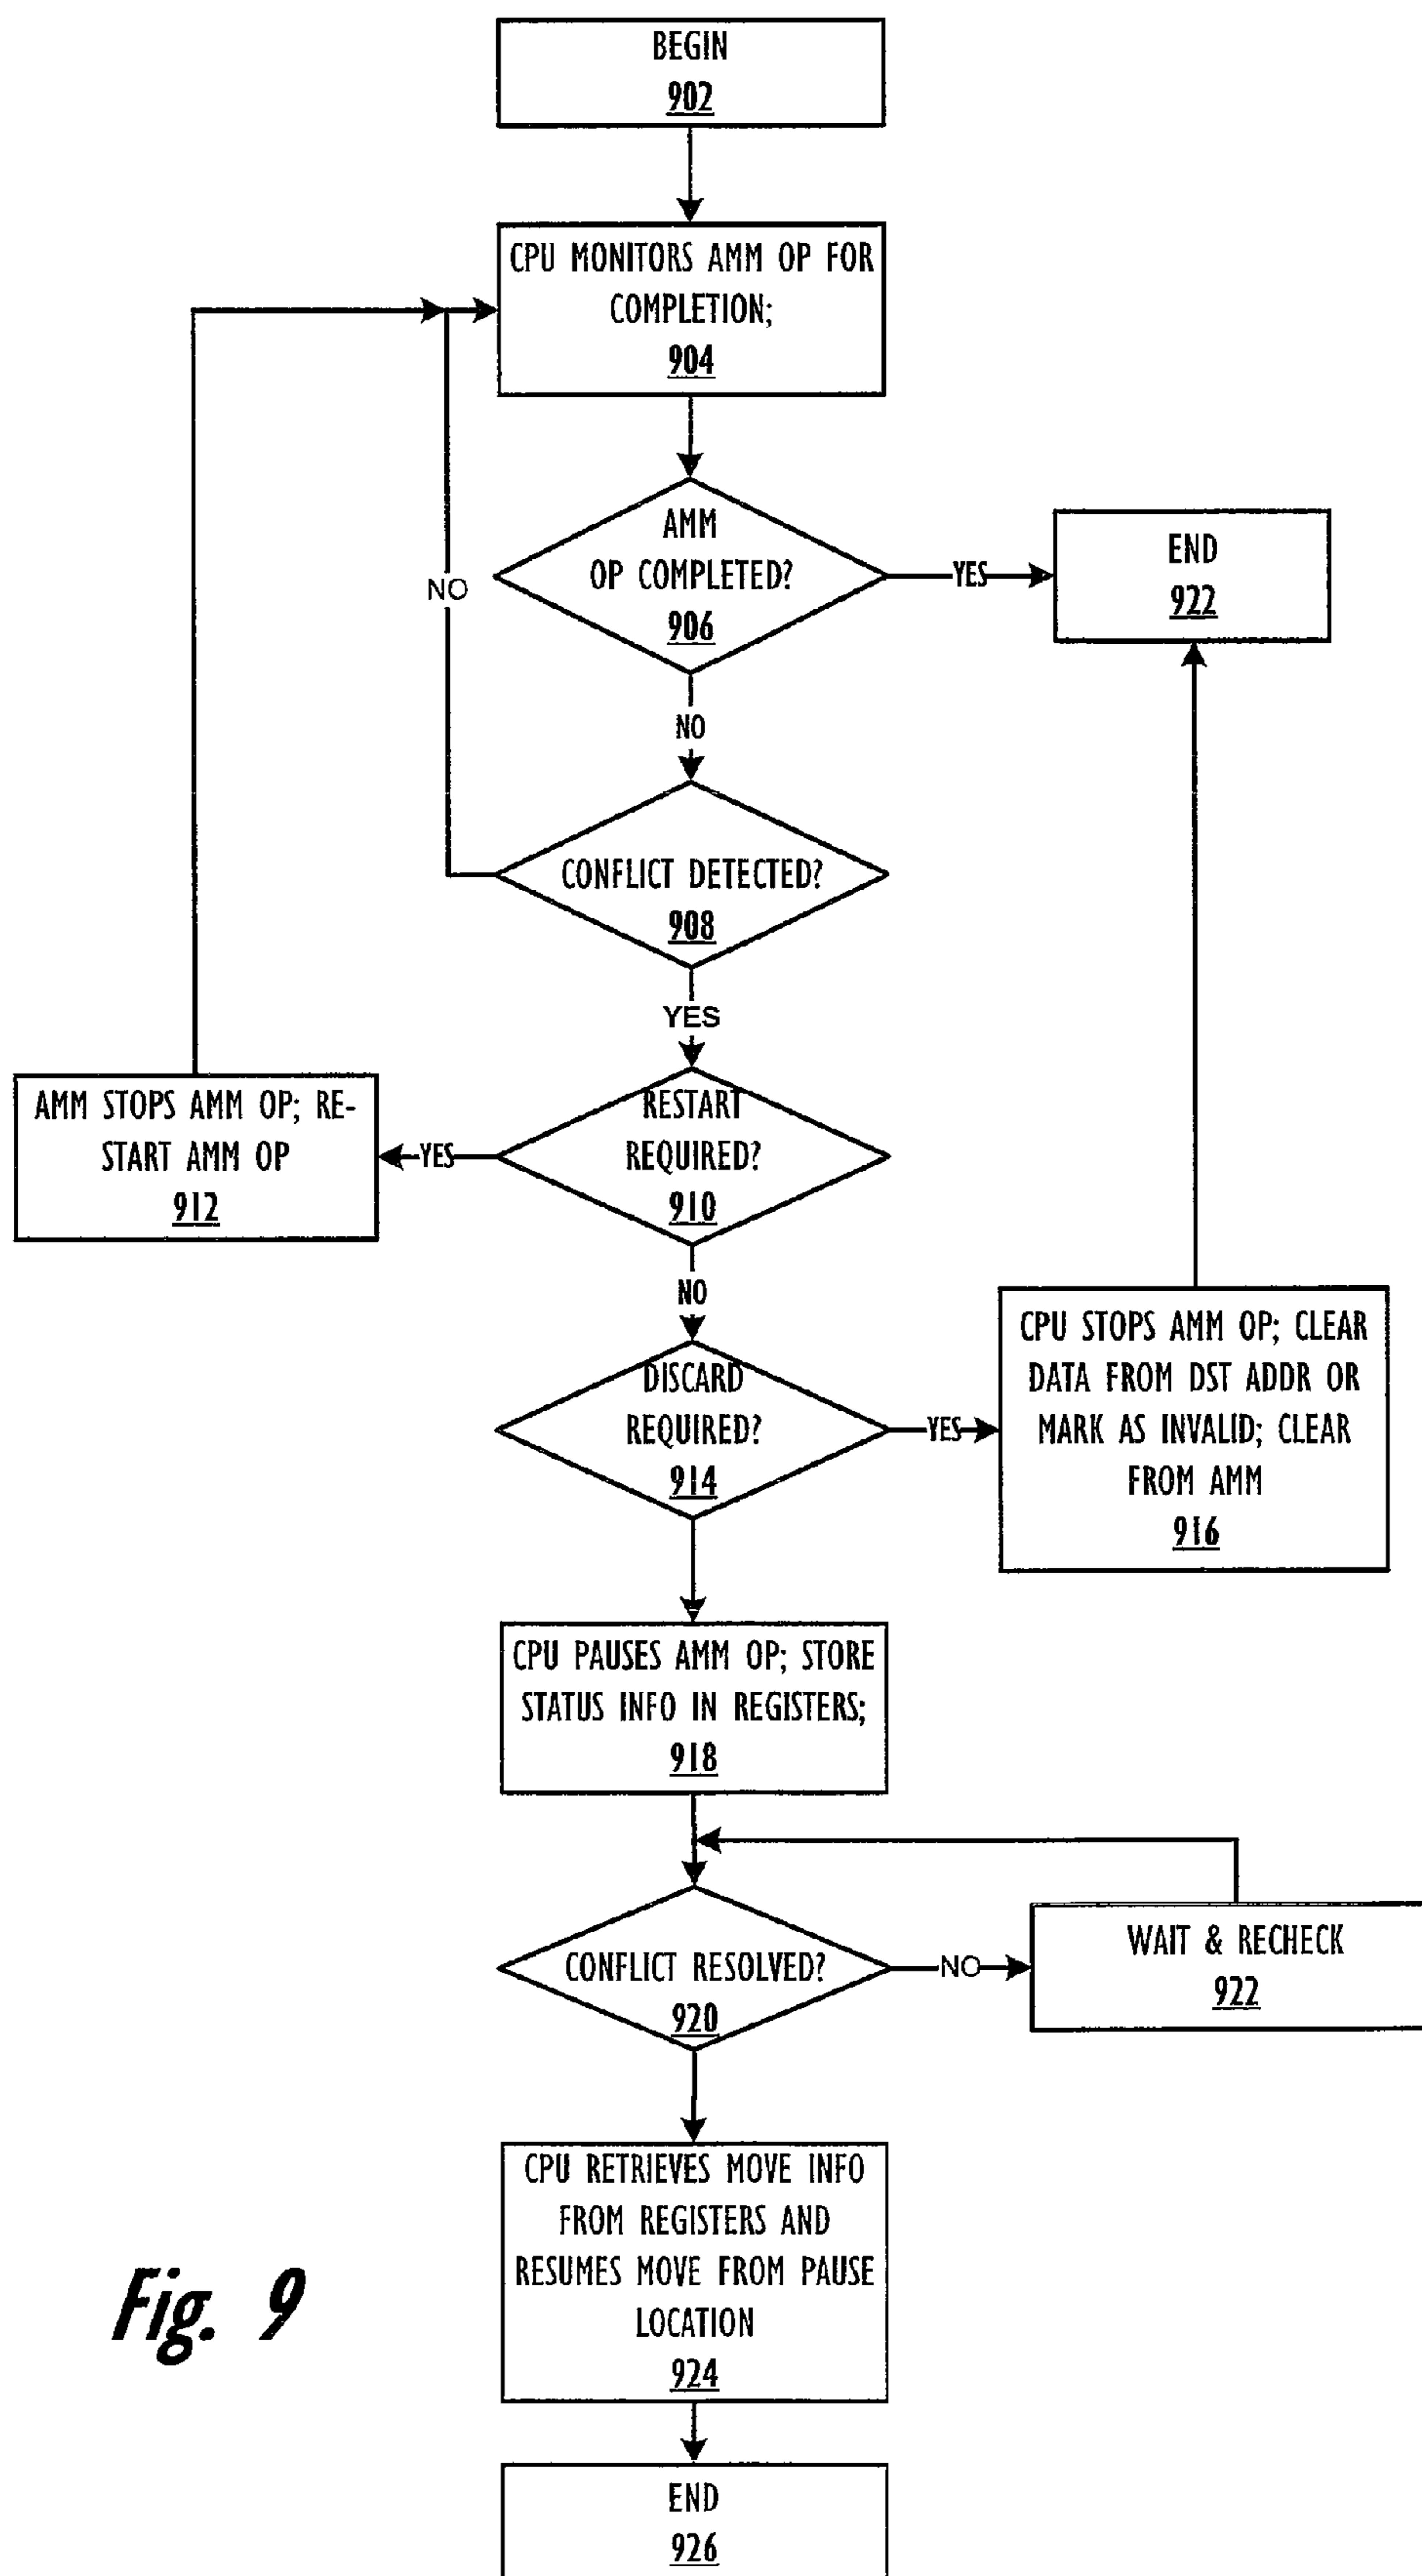 BEGIN
902
CPU MONITORS AMM OP FOR
COMPLETION;
904
AMM
OP COMPLETED?
906
YES
END
922
NO
NO
CONFLICT DETECTED?
908
YES
RESTART
REQUIRED?
910
YES
AMM STOPS AMM OP; RE-
START AMM OP
912
NO
DISCARD
REQUIRED?
914
YES
CPU STOPS AMM OP; CLEAR
DATA FROM DST ADDR OR
MARK AS INVALID; CLEAR
FROM AMM
916
CPU PAUSES AMM OP; STORE
STATUS INFO IN REGISTERS;
918
CONFLICT RESOLVED?
920
NO
WAIT & RECHECK
922
CPU RETRIEVES MOVE INFO
FROM REGISTERS AND
RESUMES MOVE FROM PAUSE
LOCATION
924
END
926
Fig. 9